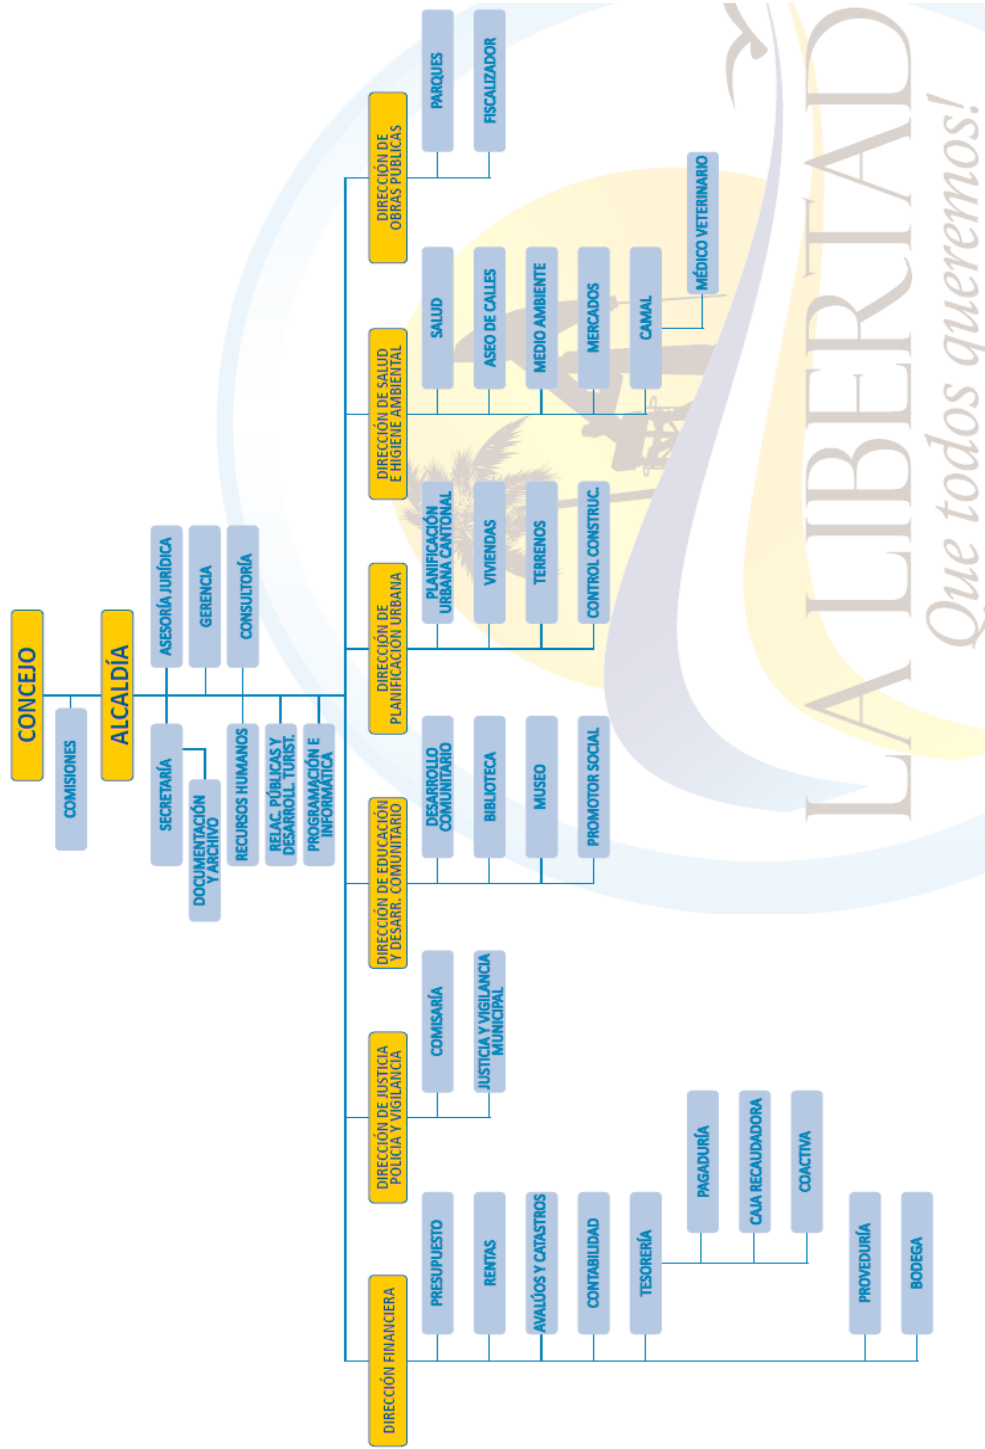 CONCEJO
COMISIONES
ALCALDÍA
SECRETARÍA
ASESORÍA JURÍDICA
DOCUMENTACIÓN
Y ARCHIVO
GERENCIA
RECURSOS HUMANOS
CONSULTORÍA
RELAC. PÚBLICAS Y
DESARROLL. TURIST.
PROGRAMACIÓN E
INFORMÁTICA
DIRECCIÓN FINANCIERA
PRESUPUESTO
RENTAS
AVALÚOS Y CATASTROS
CONTABILIDAD
TESORERÍA
PAGADURÍA
CAJA RECAUDADORA
COACTIVA
PROVEDURÍA
BODEGA
DIRECCIÓN DE JUSTICIA
POLICIA Y VIGILANCIA
COMISARÍA
JUSTICIA Y VIGILANCIA
MUNICIPAL
DIRECCIÓN DE EDUCACIÓN
Y DESARR. COMUNITARIO
DESARROLLO
COMUNITARIO
BIBLIOTECA
MUSEO
PROMOTOR SOCIAL
DIRECCIÓN DE
PLANIFICACIÓN URBANA
PLANIFICACIÓN
URBANA CANTONAL
VIVIENDAS
TERRENOS
CONTROL CONSTRUC.
DIRECCIÓN DE SALUD
E HIGIENE AMBIENTAL
SALUD
ASEO DE CALLES
MEDIO AMBIENTE
MERCADOS
CAMAL
MÉDICO VETERINARIO
DIRECCIÓN DE
OBRAS PÚBLICAS
PARQUES
FISCALIZADOR
LA LIBERTAD
Que todos queremos!